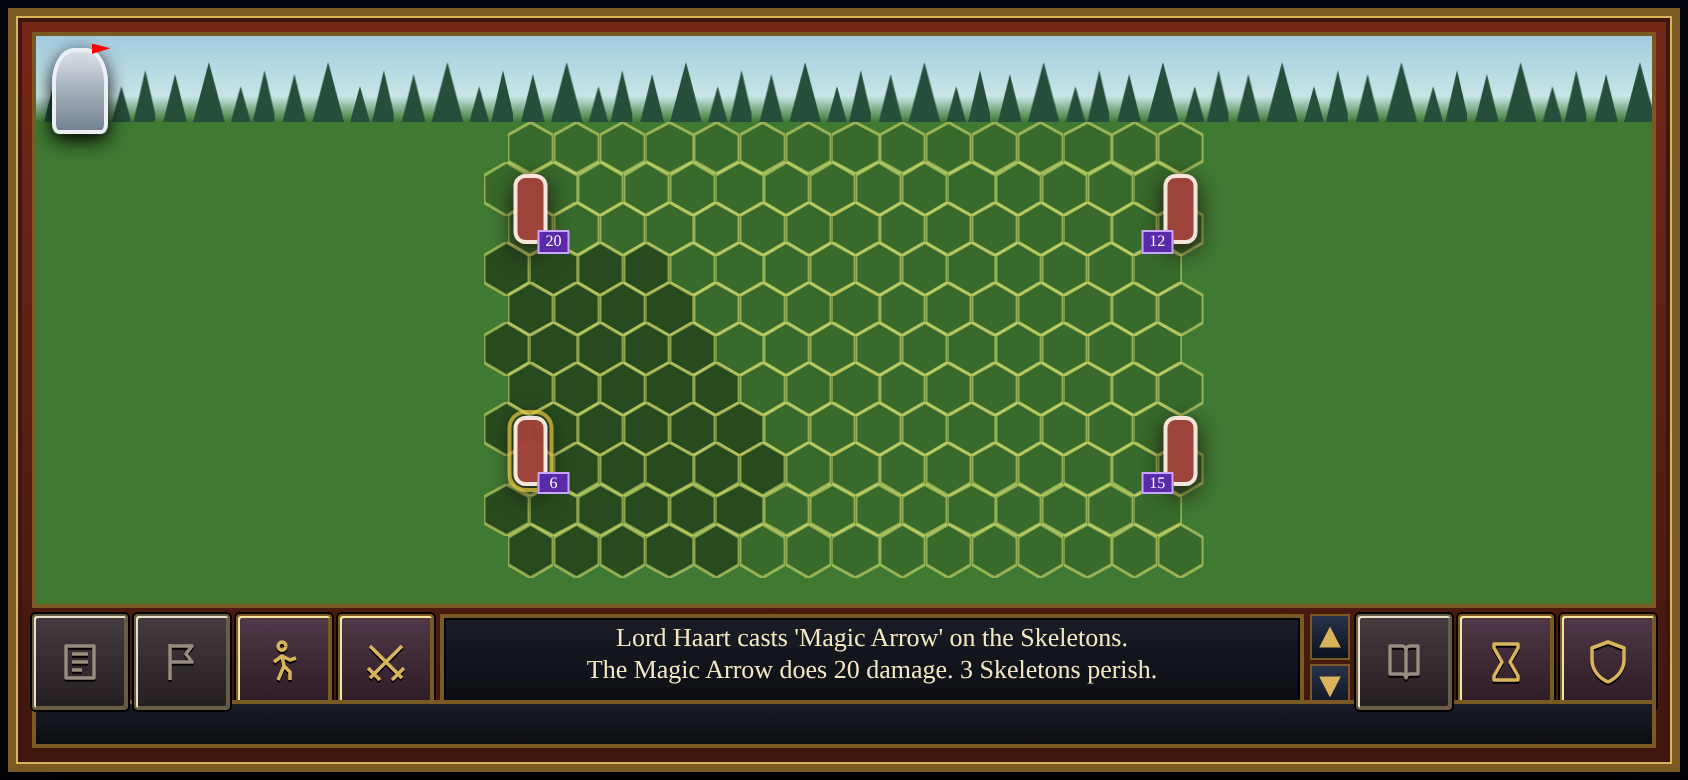 20
12
6
15
Lord Haart casts 'Magic Arrow' on the Skeletons.
The Magic Arrow does 20 damage. 3 Skeletons perish.